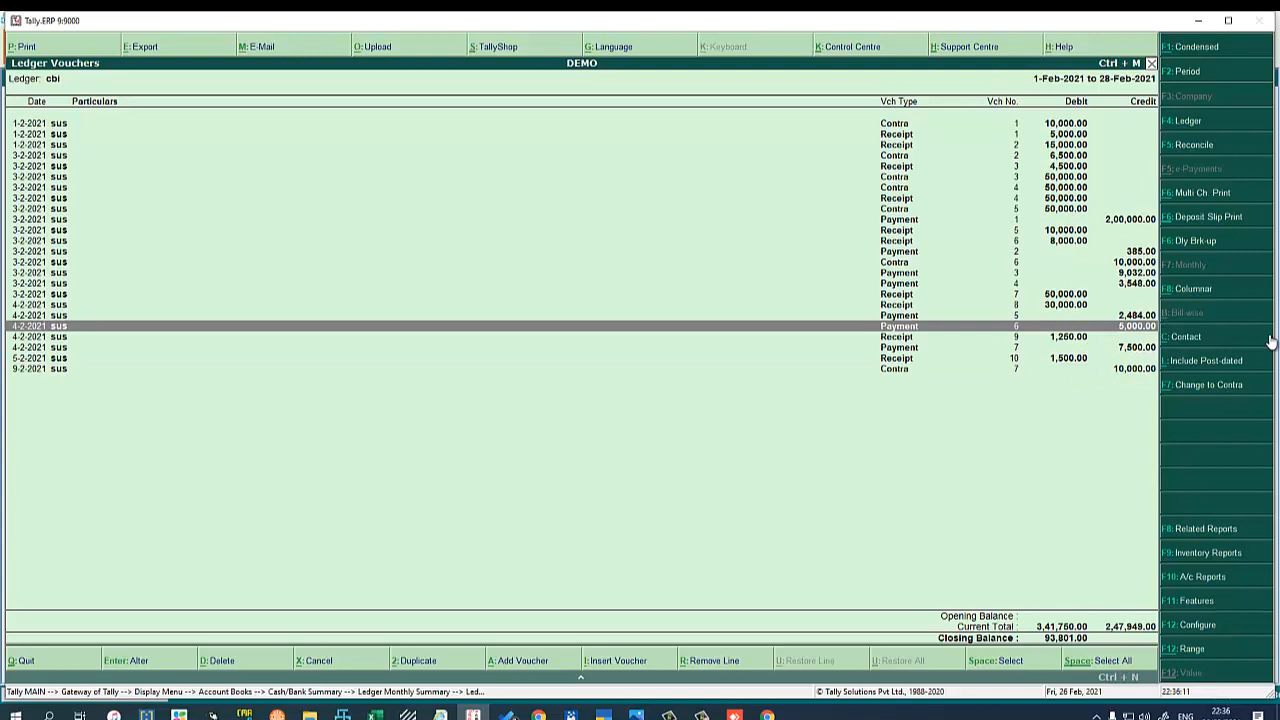 Tally.ERP 9:9000
P: Print E: Export M: E-Mail O: Upload S: TallyShop G: Language K: Keyboard K: Control Centre H: Support Centre H: Help
Ledger Vouchers DEMO Ctrl + M
Ledger: cbi 1-Feb-2021 to 28-Feb-2021
Date Particulars Vch Type Vch No. Debit Credit
1-2-2021 sus Contra 1 10,000.00
1-2-2021 sus Receipt 1 5,000.00
1-2-2021 sus Receipt 2 15,000.00
3-2-2021 sus Contra 2 6,500.00
3-2-2021 sus Receipt 3 4,500.00
3-2-2021 sus Contra 3 50,000.00
3-2-2021 sus Contra 4 50,000.00
3-2-2021 sus Receipt 4 50,000.00
3-2-2021 sus Contra 5 50,000.00
3-2-2021 sus Payment 1 2,00,000.00
3-2-2021 sus Receipt 5 10,000.00
3-2-2021 sus Receipt 6 8,000.00
3-2-2021 sus Payment 2 385.00
3-2-2021 sus Contra 6 10,000.00
3-2-2021 sus Payment 3 9,032.00
3-2-2021 sus Payment 4 3,548.00
3-2-2021 sus Receipt 7 50,000.00
4-2-2021 sus Receipt 8 30,000.00
4-2-2021 sus Payment 5 2,484.00
4-2-2021 sus Payment 6 5,000.00
4-2-2021 sus Receipt 9 1,250.00
4-2-2021 sus Payment 7 7,500.00
5-2-2021 sus Receipt 10 1,500.00
9-2-2021 sus Contra 7 10,000.00
Opening Balance :
Current Total : 3,41,750.00 2,47,949.00
Closing Balance : 93,801.00
F1: Condensed
F2: Period
F3: Company
F4: Ledger
F5: Reconcile
F5: e-Payments
F6: Multi Ch. Print
F6: Deposit Slip Print
F6: Dly Brk-up
F7: Monthly
F8: Columnar
B: Bill-wise
C: Contact
L: Include Post-dated
F7: Change to Contra
F8: Related Reports
F9: Inventory Reports
F10: A/c Reports
F11: Features
F12: Configure
F12: Range
F12: Value
Q: Quit Enter: Alter D: Delete X: Cancel 2: Duplicate A: Add Voucher I: Insert Voucher R: Remove Line U: Restore Line U: Restore All Space: Select Space: Select All
Ctrl + N
Tally MAIN --> Gateway of Tally --> Display Menu --> Account Books --> Cash/Bank Summary --> Ledger Monthly Summary --> Led... © Tally Solutions Pvt Ltd., 1988-2020 Fri, 26 Feb, 2021 22:36:11
ENG 22:36